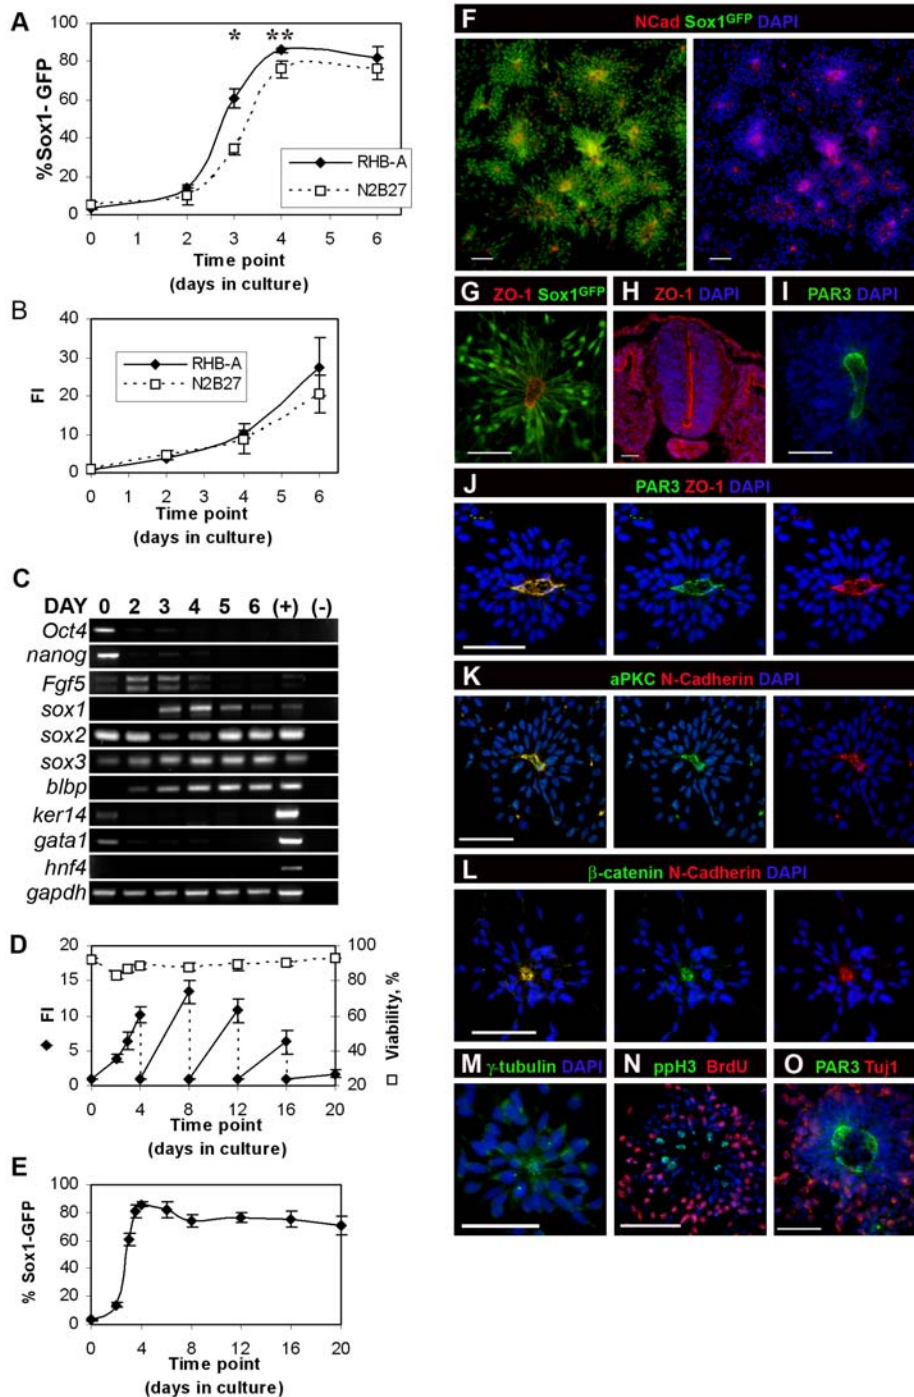 A
%Sox1- GFP
100
80
60
40
20
0
* **
RHB-A
N2B27
0 1 2 3 4 5 6
Time point
(days in culture)
B
FI
40
30
20
10
0
RHB-A
N2B27
0 1 2 3 4 5 6
Time point
(days in culture)
C
DAY 0 2 3 4 5 6 (+) (-)
Oct4
nanog
Fgf5
sox1
sox2
sox3
blbp
ker14
gata1
hnf4
gapdh
D
FI
20
15
10
5
0
100
80
60
40
20
Viability, %
0 4 8 12 16 20
Time point
(days in culture)
E
% Sox1-GFP
100
80
60
40
20
0
0 4 8 12 16 20
Time point
(days in culture)
F NCad Sox1GFP DAPI
G ZO-1 Sox1GFP
H ZO-1 DAPI
I PAR3 DAPI
J PAR3 ZO-1 DAPI
K aPKC N-Cadherin DAPI
L β-catenin N-Cadherin DAPI
M γ-tubulin DAPI
N ppH3 BrdU
O PAR3 Tuj1